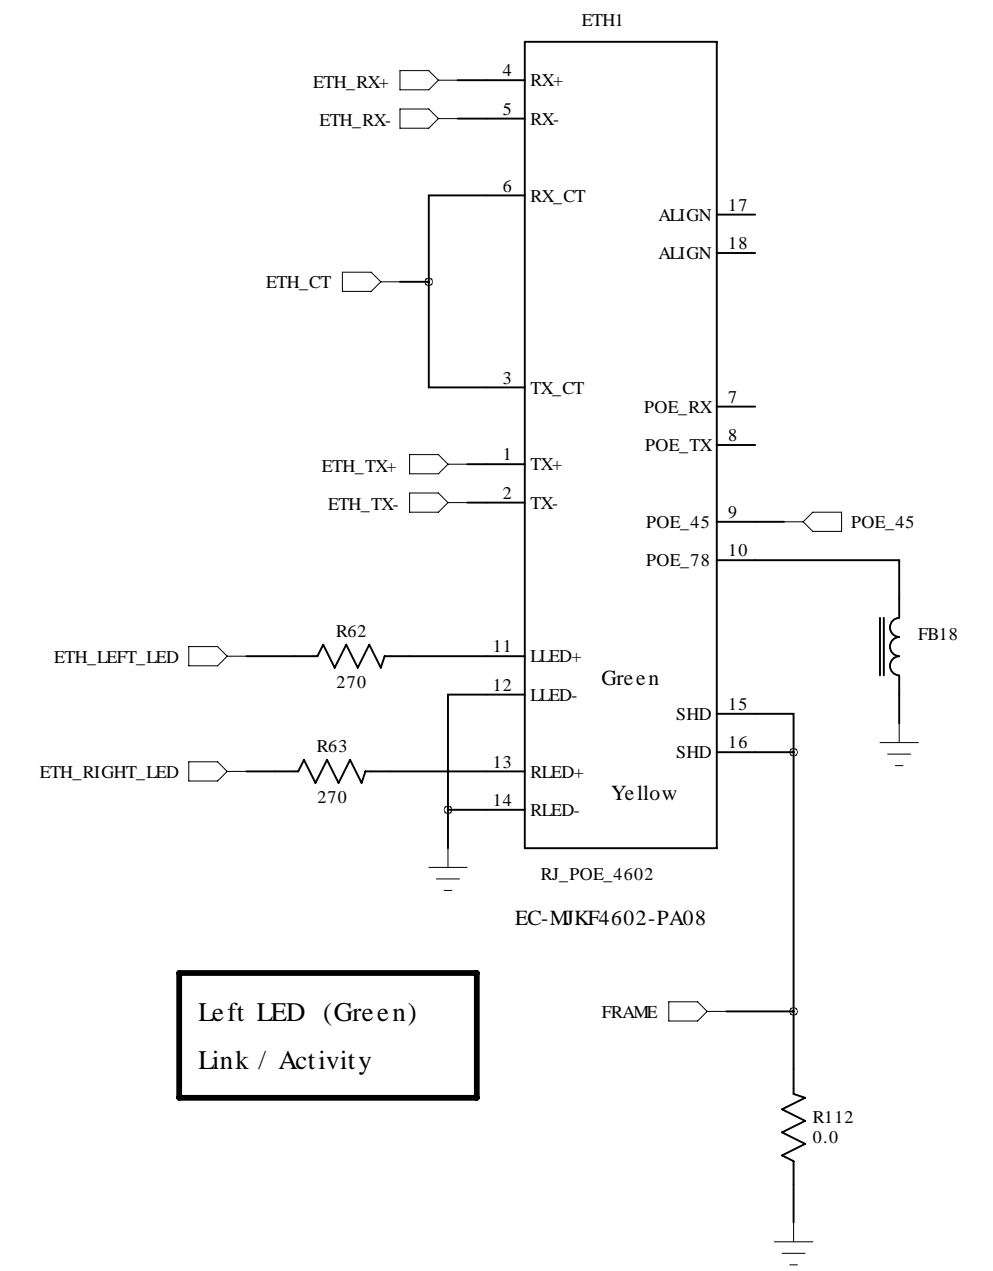 ETH1
ETH_RX+ 4 RX+
ETH_RX- 5 RX-
6 RX_CT
ALIGN 17
ALIGN 18
ETH_CT
3 TX_CT
POE_RX 7
POE_TX 8
ETH_TX+ 1 TX+
ETH_TX- 2 TX-
POE_45 9 POE_45
POE_78 10
FB18
R62
ETH_LEFT_LED 11 LLED+
270
Green
12 LLED-
SHD 15
SHD 16
R63
ETH_RIGHT_LED 13 RLED+
270
Yellow
14 RLED-
RJ_POE_4602
EC-MJKF4602-PA08
Left LED (Green)
Link / Activity
FRAME
R112
0.0